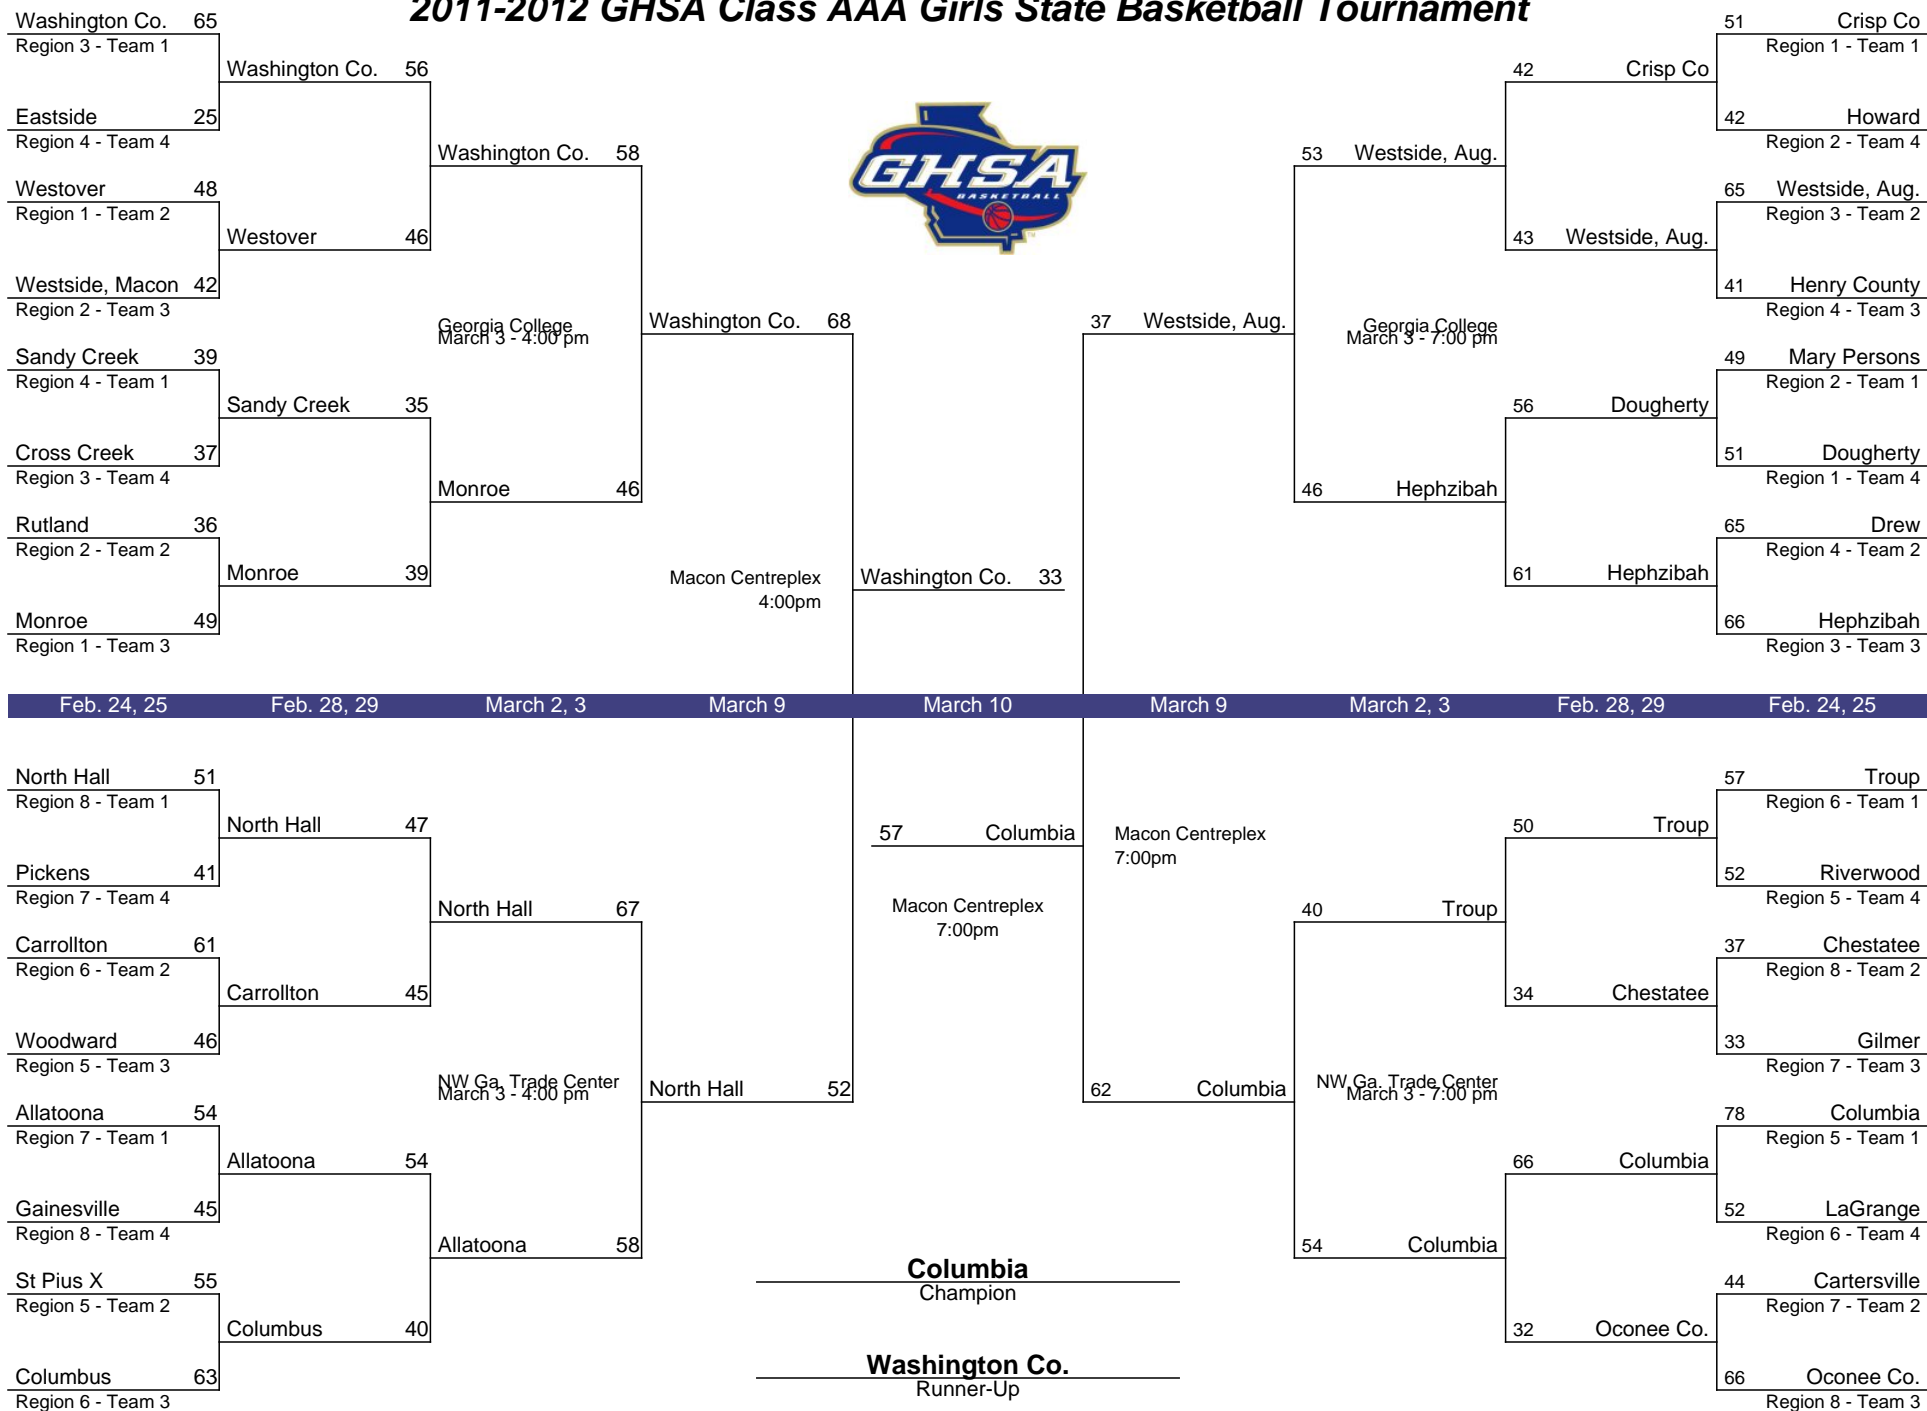 2011-2012 GHSA Class AAA Girls State Basketball Tournament
Washington Co. 65
Region 3 - Team 1
Eastside 25
Region 4 - Team 4
Westover 48
Region 1 - Team 2
Westside, Macon 42
Region 2 - Team 3
Sandy Creek 39
Region 4 - Team 1
Cross Creek 37
Region 3 - Team 4
Rutland 36
Region 2 - Team 2
Monroe 49
Region 1 - Team 3
Washington Co. 56
Westover 46
Sandy Creek 35
Monroe 39
Washington Co. 58
Georgia College
March 3 - 4:00 pm
Monroe 46
Washington Co. 68
Macon Centreplex
4:00pm
Washington Co. 33
GHSA
BASKETBALL
TM
37 Westside, Aug.
53 Westside, Aug.
Georgia College
March 3 - 7:00 pm
46 Hephzibah
42 Crisp Co
43 Westside, Aug.
56 Dougherty
61 Hephzibah
51 Crisp Co
Region 1 - Team 1
42 Howard
Region 2 - Team 4
65 Westside, Aug.
Region 3 - Team 2
41 Henry County
Region 4 - Team 3
49 Mary Persons
Region 2 - Team 1
51 Dougherty
Region 1 - Team 4
65 Drew
Region 4 - Team 2
66 Hephzibah
Region 3 - Team 3
Feb. 24, 25 Feb. 28, 29 March 2, 3 March 9 March 10 March 9 March 2, 3 Feb. 28, 29 Feb. 24, 25
North Hall 51
Region 8 - Team 1
Pickens 41
Region 7 - Team 4
Carrollton 61
Region 6 - Team 2
Woodward 46
Region 5 - Team 3
Allatoona 54
Region 7 - Team 1
Gainesville 45
Region 8 - Team 4
St Pius X 55
Region 5 - Team 2
Columbus 63
Region 6 - Team 3
North Hall 47
Carrollton 45
Allatoona 54
Columbus 40
North Hall 67
NW Ga. Trade Center
March 3 - 4:00 pm
Allatoona 58
North Hall 52
57 Columbia
Macon Centreplex
7:00pm
Columbia
Champion
Washington Co.
Runner-Up
Macon Centreplex
7:00pm
62 Columbia
40 Troup
NW Ga. Trade Center
March 3 - 7:00 pm
54 Columbia
50 Troup
34 Chestatee
66 Columbia
32 Oconee Co.
57 Troup
Region 6 - Team 1
52 Riverwood
Region 5 - Team 4
37 Chestatee
Region 8 - Team 2
33 Gilmer
Region 7 - Team 3
78 Columbia
Region 5 - Team 1
52 LaGrange
Region 6 - Team 4
44 Cartersville
Region 7 - Team 2
66 Oconee Co.
Region 8 - Team 3